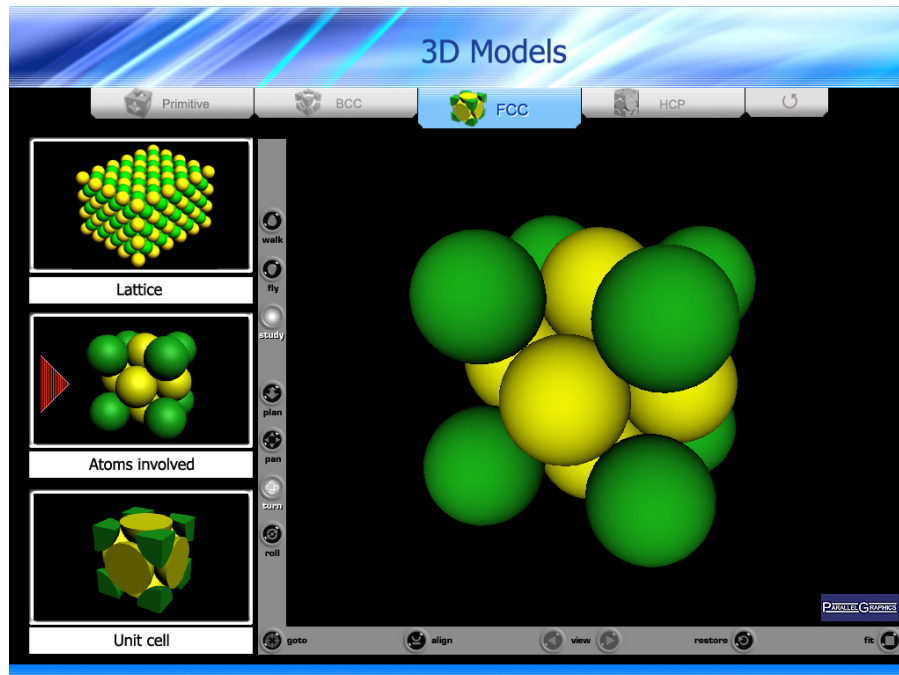 3D Models
Primitive
BCC
FCC
HCP
Lattice
Atoms involved
Unit cell
walk
fly
study
plan
pan
turn
roll
goto
align
view
restore
fit
PARALLELGRAPHICS